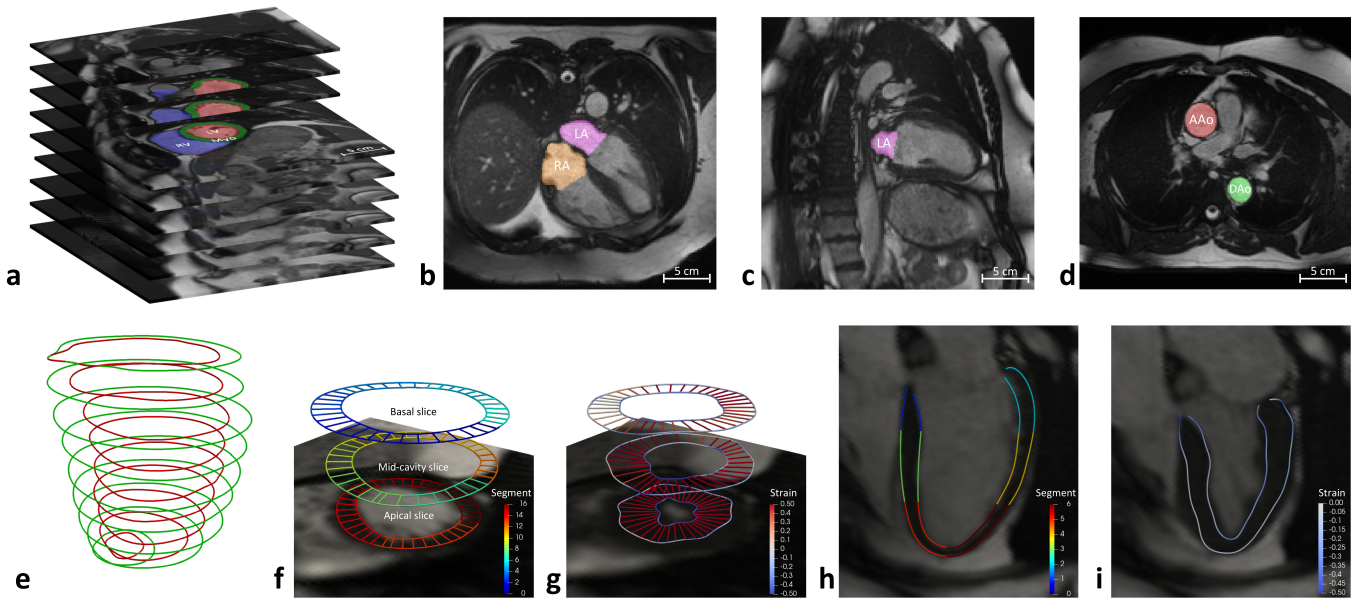 RV
LV
Myo
5 cm
a
LA
RA
5 cm
b
LA
5 cm
c
AAo
DAo
5 cm
d
e
Basal slice
Mid-cavity slice
Apical slice
Segment
16
14
12
10
8
6
4
2
0
f
Strain
0.50
0.4
0.3
0.2
0.1
0
-0.1
-0.2
-0.3
-0.4
-0.50
g
Segment
6
5
4
3
2
1
0
h
Strain
0.00
-0.05
-0.10
-0.15
-0.20
-0.25
-0.30
-0.35
-0.40
-0.45
-0.50
i